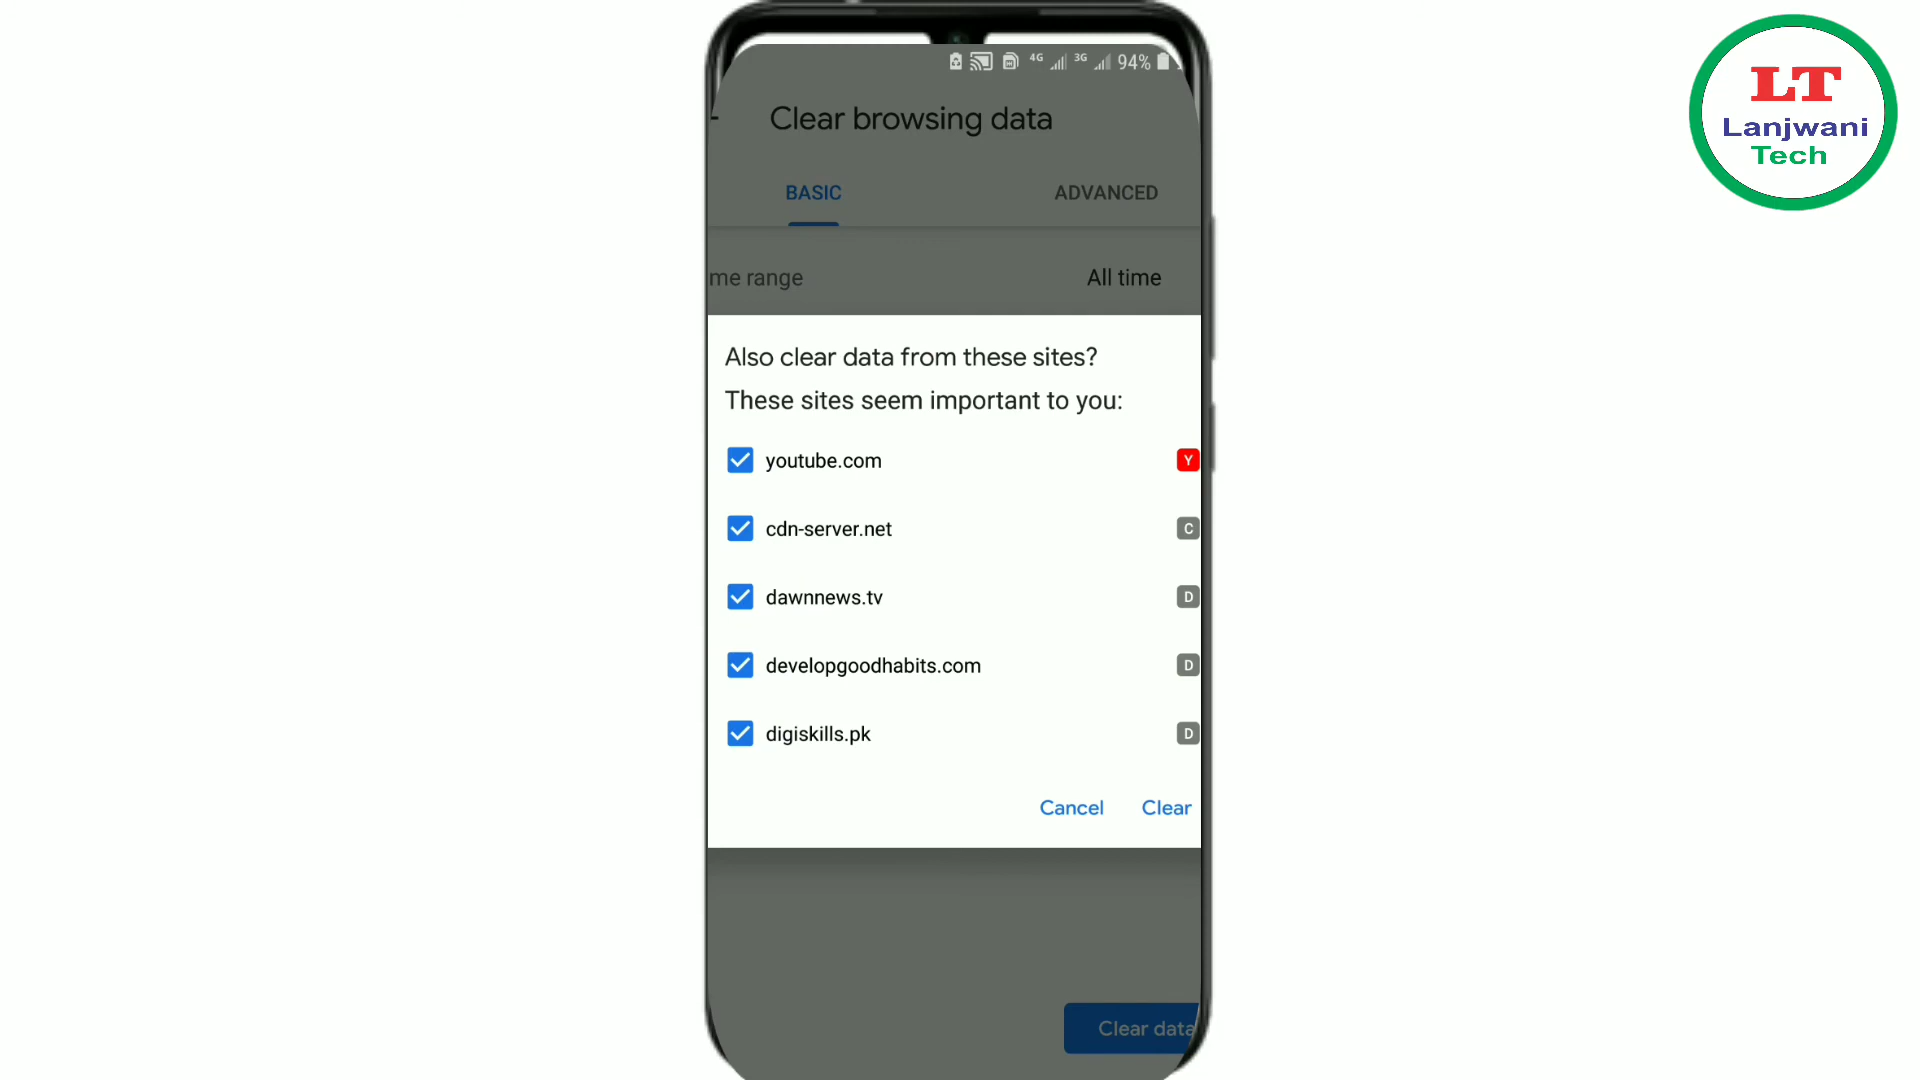 4G 3G 94%
LT
Lanjwani
Tech
Clear browsing data
BASIC ADVANCED
me range All time
Also clear data from these sites?
These sites seem important to you:
youtube.com Y
cdn-server.net C
dawnnews.tv D
developgoodhabits.com D
digiskills.pk D
Cancel Clear
Clear data